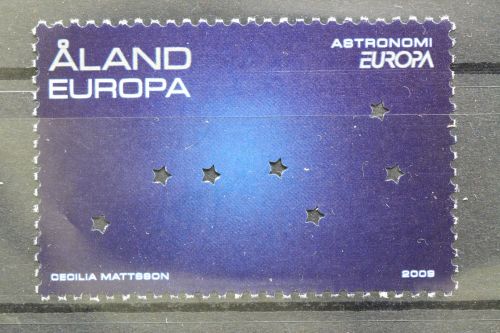 ÅLAND
EUROPA
ASTRONOMI
EUROPA
CECILIA MATTSSON
2009